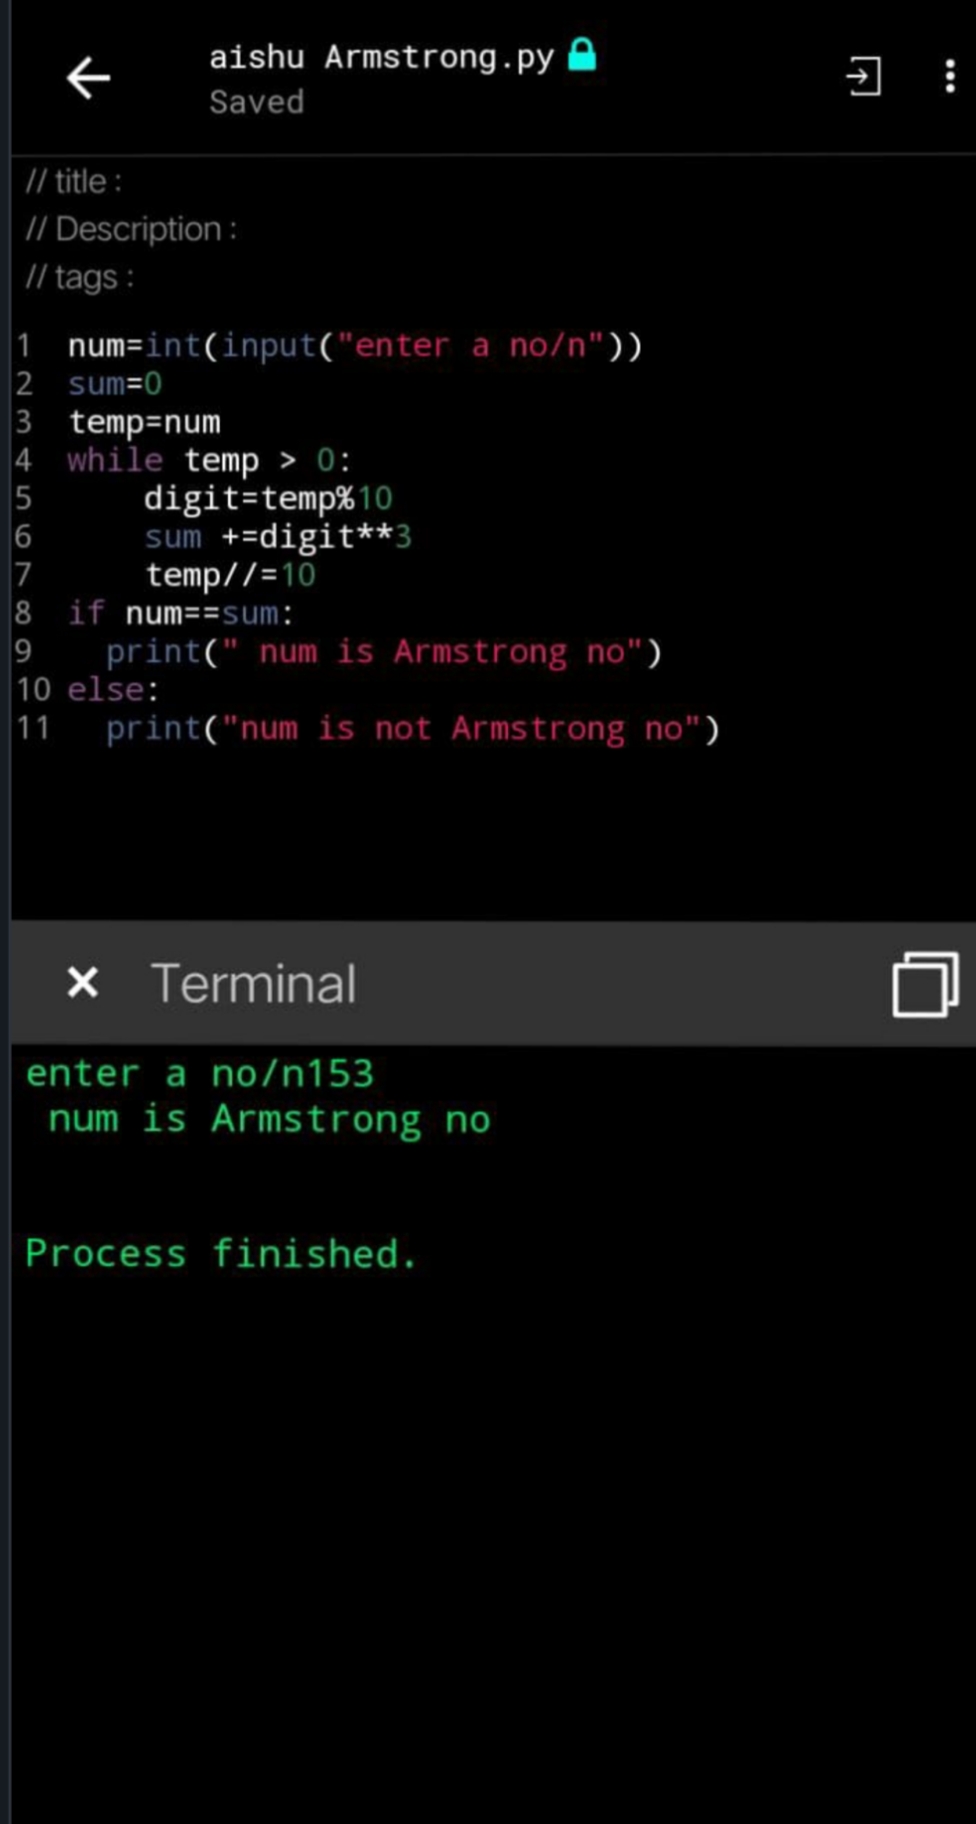 aishu Armstrong.py
Saved
// title :
// Description :
// tags :
1 num=int(input("enter a no/n"))
2 sum=0
3 temp=num
4 while temp > 0:
5     digit=temp%10
6     sum +=digit**3
7     temp//=10
8 if num==sum:
9   print(" num is Armstrong no")
10 else:
11   print("num is not Armstrong no")
Terminal
enter a no/n153
 num is Armstrong no
Process finished.